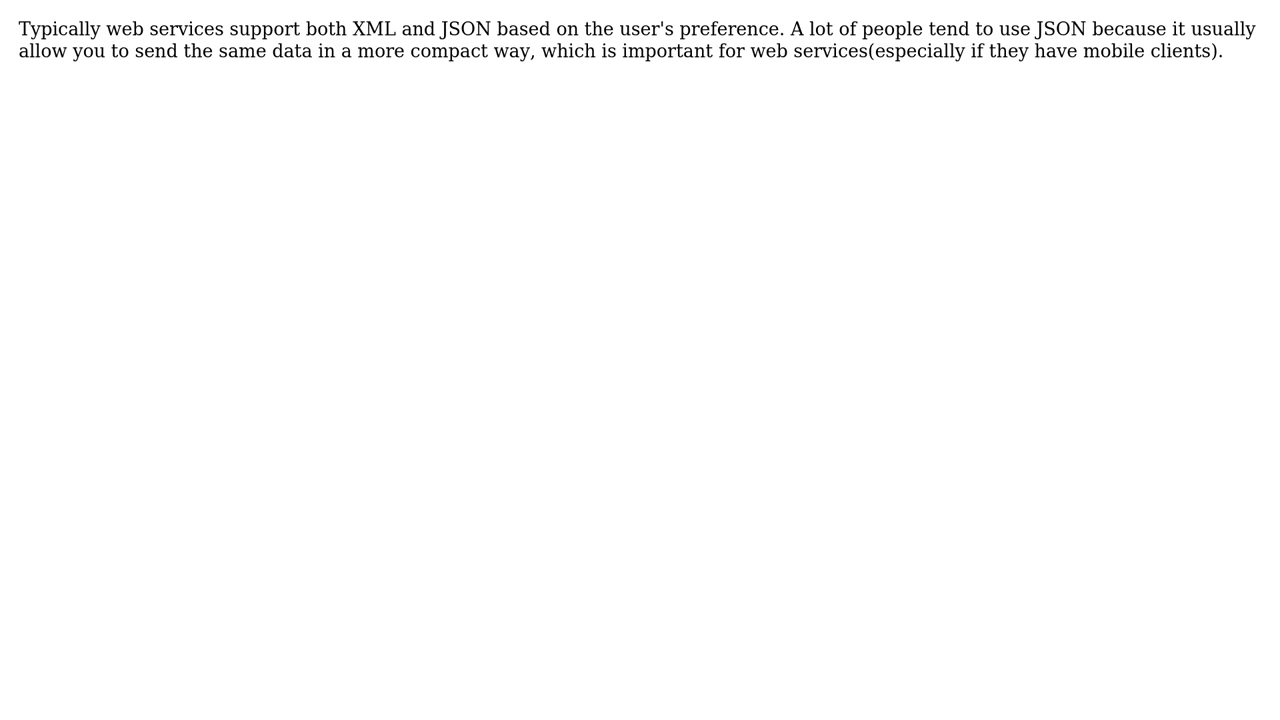 Typically web services support both XML and JSON based on the user's preference. A lot of people tend to use JSON because it usually
allow you to send the same data in a more compact way, which is important for web services(especially if they have mobile clients).